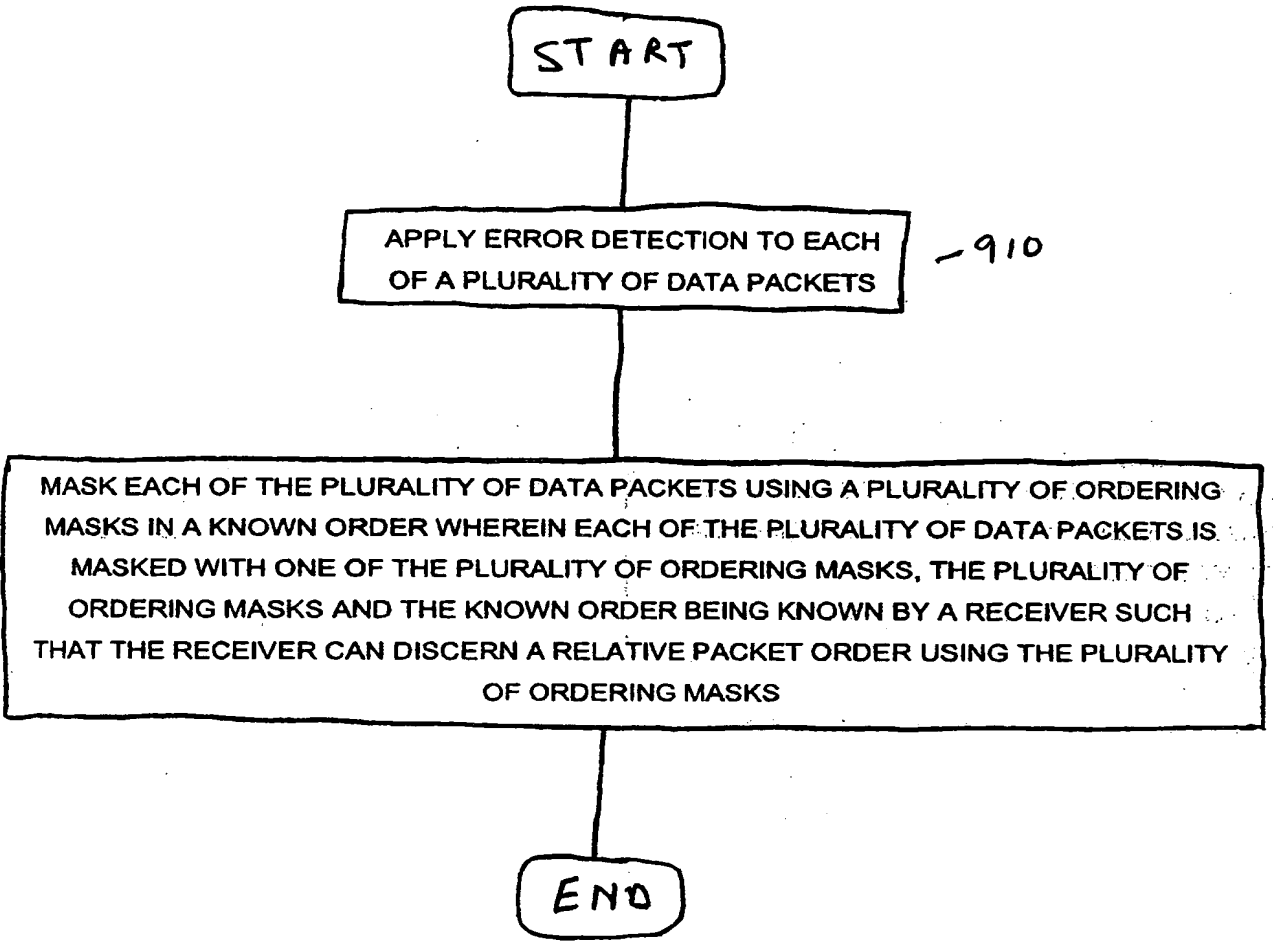 START
APPLY ERROR DETECTION TO EACH
OF A PLURALITY OF DATA PACKETS
910
MASK EACH OF THE PLURALITY OF DATA PACKETS USING A PLURALITY OF ORDERING
MASKS IN A KNOWN ORDER WHEREIN EACH OF THE PLURALITY OF DATA PACKETS IS
MASKED WITH ONE OF THE PLURALITY OF ORDERING MASKS, THE PLURALITY OF
ORDERING MASKS AND THE KNOWN ORDER BEING KNOWN BY A RECEIVER SUCH
THAT THE RECEIVER CAN DISCERN A RELATIVE PACKET ORDER USING THE PLURALITY
OF ORDERING MASKS
END